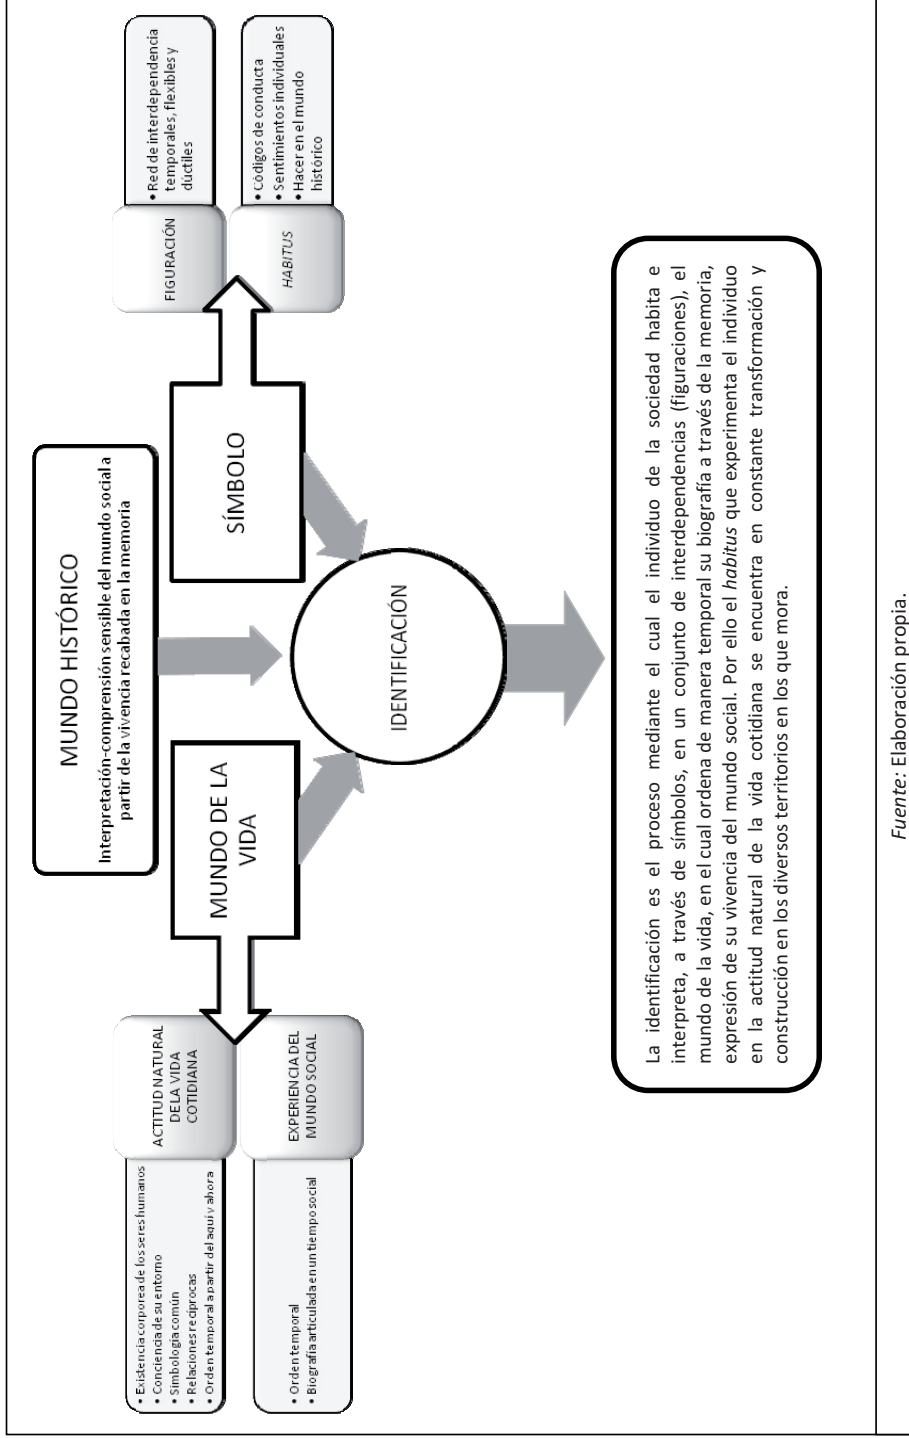 MUNDO HISTÓRICO
Interpretación-comprensión sensible del mundo social a
partir de la vivencia recabada en la memoria
• Existencia corporea de los seres humanos
• Conciencia de su entorno
• Simbología común
• Relaciones recíprocas
• Orden temporal a partir del aquí y ahora
ACTITUD NATURAL
DE LA VIDA
COTIDIANA
• Orden temporal
• Biografía articulada en un tiempo social
EXPERIENCIA DEL
MUNDO SOCIAL
MUNDO DE LA
VIDA
SÍMBOLO
FIGURACIÓN
• Red de interdependencia
temporales, flexibles y
dúctiles
HABITUS
• Códigos de conducta
• Sentimientos individuales
• Hacer en el mundo
histórico
IDENTIFICACIÓN
La identificación es el proceso mediante el cual el individuo de la sociedad habita e
interpreta, a través de símbolos, en un conjunto de interdependencias (figuraciones), el
mundo de la vida, en el cual ordena de manera temporal su biografía a través de la memoria,
expresión de su vivencia del mundo social. Por ello el habitus que experimenta el individuo
en la actitud natural de la vida cotidiana se encuentra en constante transformación y
construcción en los diversos territorios en los que mora.
Fuente: Elaboración propia.